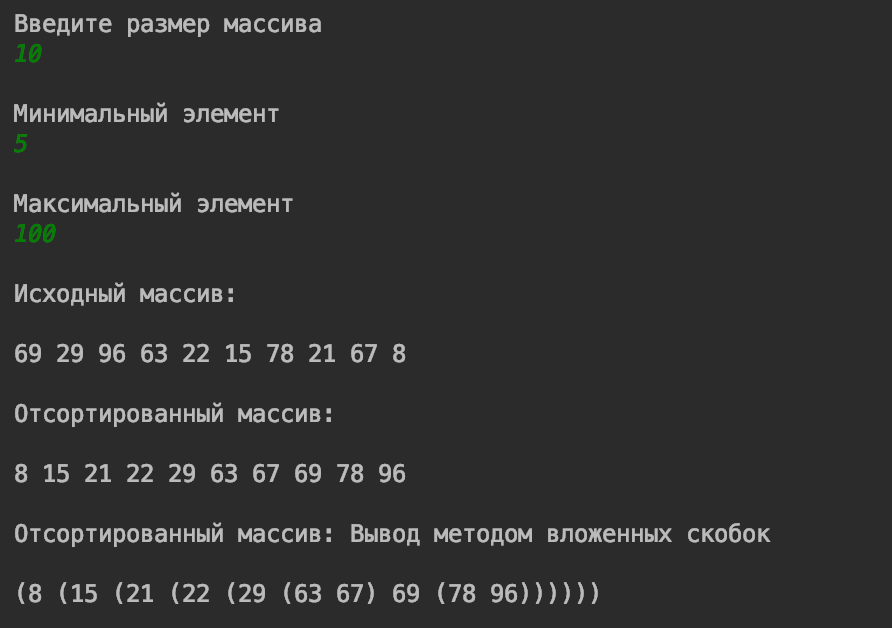 Введите размер массива
10
Минимальный элемент
5
Максимальный элемент
100
Исходный массив:
69 29 96 63 22 15 78 21 67 8
Отсортированный массив:
8 15 21 22 29 63 67 69 78 96
Отсортированный массив: Вывод методом вложенных скобок
(8 (15 (21 (22 (29 (63 67) 69 (78 96))))))